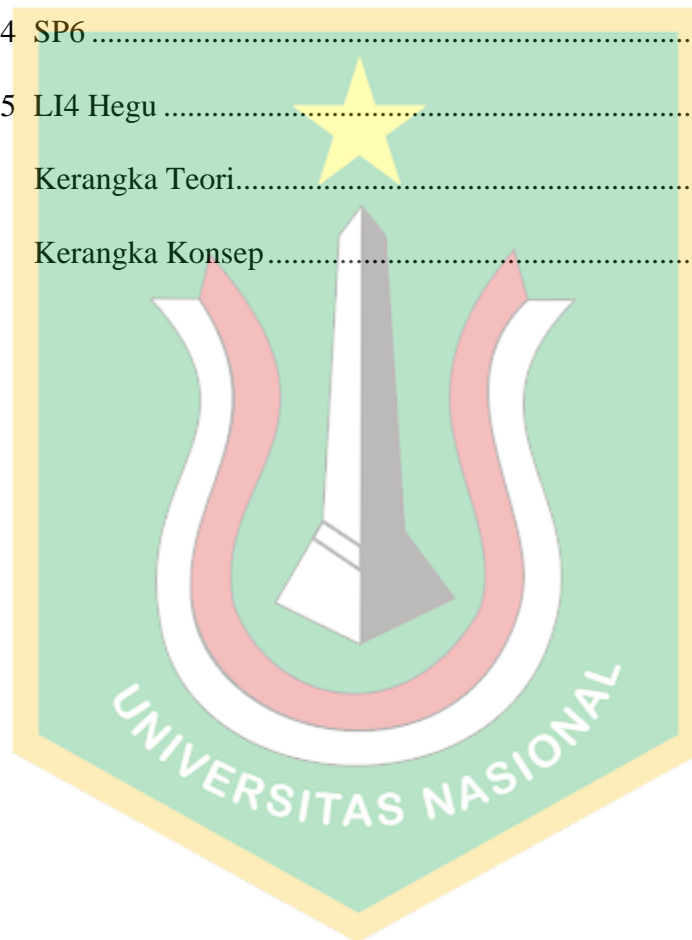 4 SP6 ........................................................................
5 LI4 Hegu ...............................................................
Kerangka Teori......................................................
Kerangka Konsep..................................................
UNIVERSITAS NASIONAL